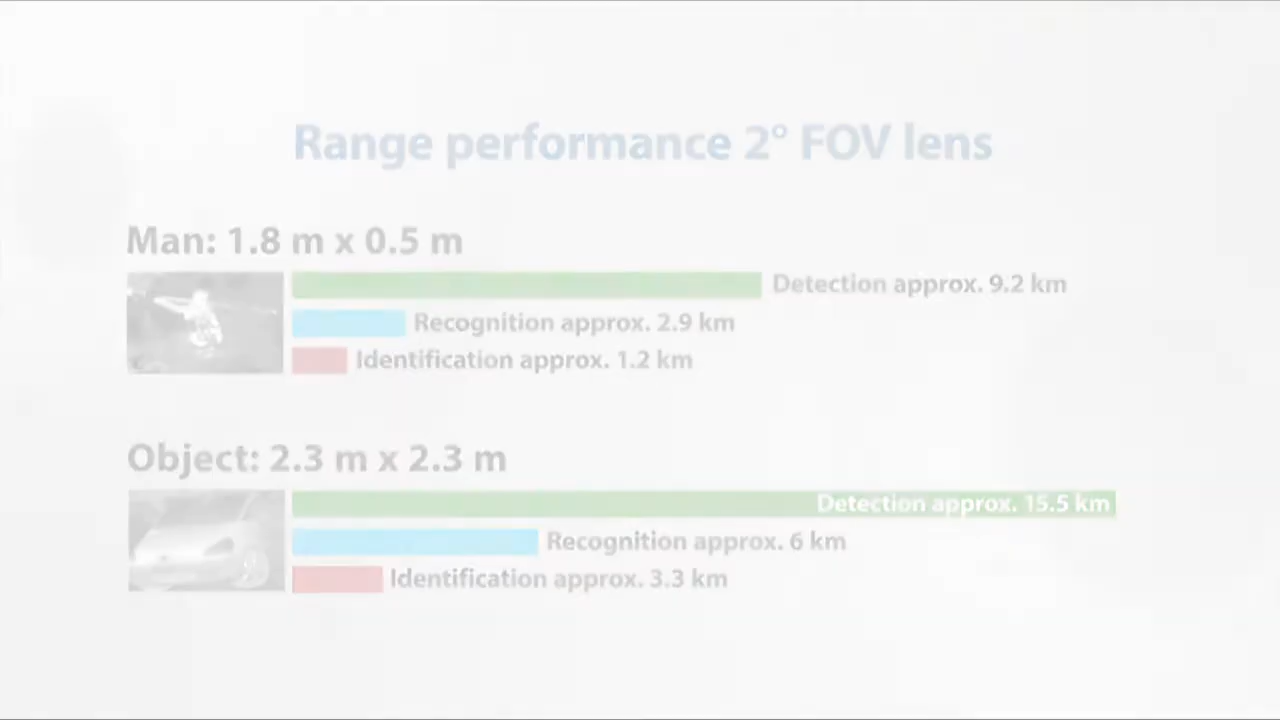 Range performance 2° FOV lens
Man: 1.8 m x 0.5 m
Detection approx. 9.2 km
Recognition approx. 2.9 km
Identification approx. 1.2 km
Object: 2.3 m x 2.3 m
Detection approx. 15.5 km
Recognition approx. 6 km
Identification approx. 3.3 km